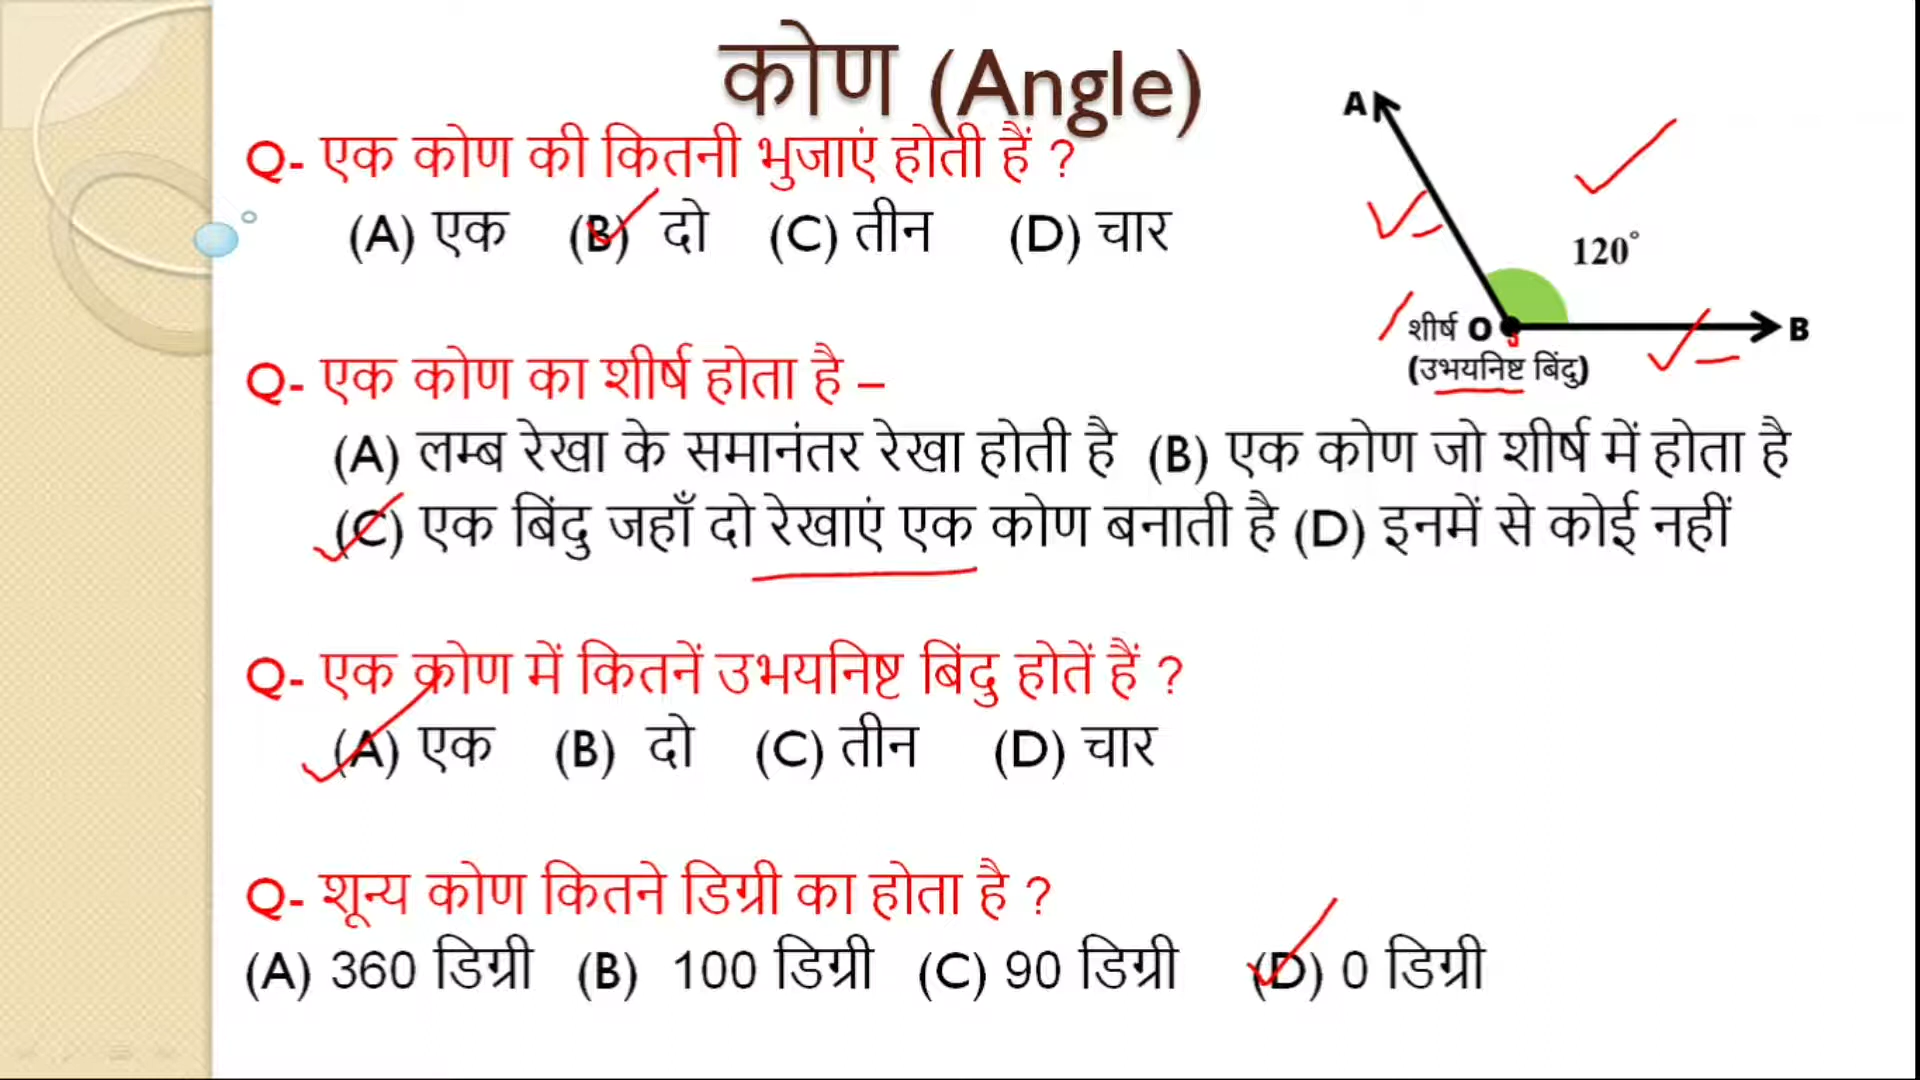 कोण (Angle)
Q- एक कोण की कितनी भुजाएं होती हैं ?
(A) एक (B) दो (C) तीन (D) चार
A
120°
शीर्ष O
B
(उभयनिष्ट बिंदु)
Q- एक कोण का शीर्ष होता है –
(A) लम्ब रेखा के समानंतर रेखा होती है (B) एक कोण जो शीर्ष में होता है
(C) एक बिंदु जहाँ दो रेखाएं एक कोण बनाती है (D) इनमें से कोई नहीं
Q- एक कोण में कितनें उभयनिष्ट बिंदु होतें हैं ?
(A) एक (B) दो (C) तीन (D) चार
Q- शून्य कोण कितने डिग्री का होता है ?
(A) 360 डिग्री (B) 100 डिग्री (C) 90 डिग्री (D) 0 डिग्री